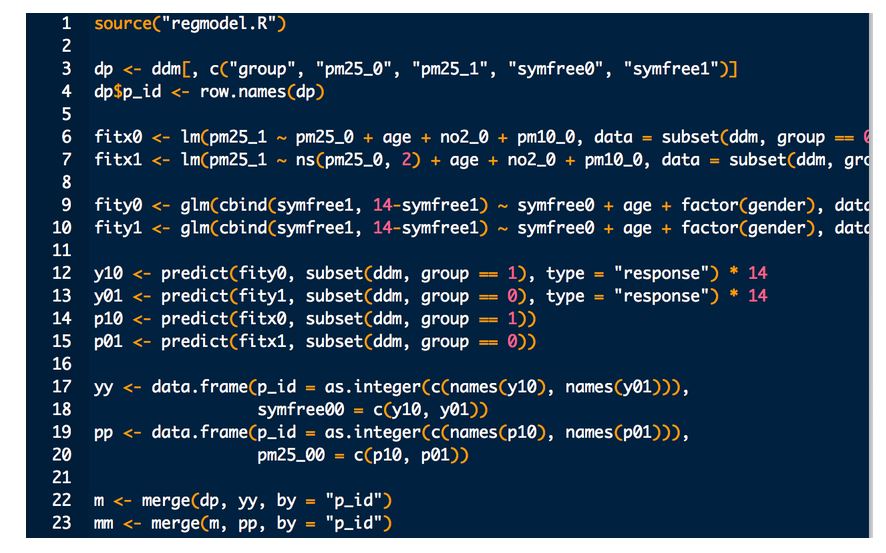 1 source("regmodel.R")
2
3 dp <- ddm[, c("group", "pm25_0", "pm25_1", "symfree0", "symfree1")]
4 dp$p_id <- row.names(dp)
5
6 fitx0 <- lm(pm25_1 ~ pm25_0 + age + no2_0 + pm10_0, data = subset(ddm, group == 0
7 fitx1 <- lm(pm25_1 ~ ns(pm25_0, 2) + age + no2_0 + pm10_0, data = subset(ddm, gro
8
9 fity0 <- glm(cbind(symfree1, 14-symfree1) ~ symfree0 + age + factor(gender), data
10 fity1 <- glm(cbind(symfree1, 14-symfree1) ~ symfree0 + age + factor(gender), data
11
12 y10 <- predict(fity0, subset(ddm, group == 1), type = "response") * 14
13 y01 <- predict(fity1, subset(ddm, group == 0), type = "response") * 14
14 p10 <- predict(fitx0, subset(ddm, group == 1))
15 p01 <- predict(fitx1, subset(ddm, group == 0))
16
17 yy <- data.frame(p_id = as.integer(c(names(y10), names(y01))),
18 symfree00 = c(y10, y01))
19 pp <- data.frame(p_id = as.integer(c(names(p10), names(p01))),
20 pm25_00 = c(p10, p01))
21
22 m <- merge(dp, yy, by = "p_id")
23 mm <- merge(m, pp, by = "p_id")